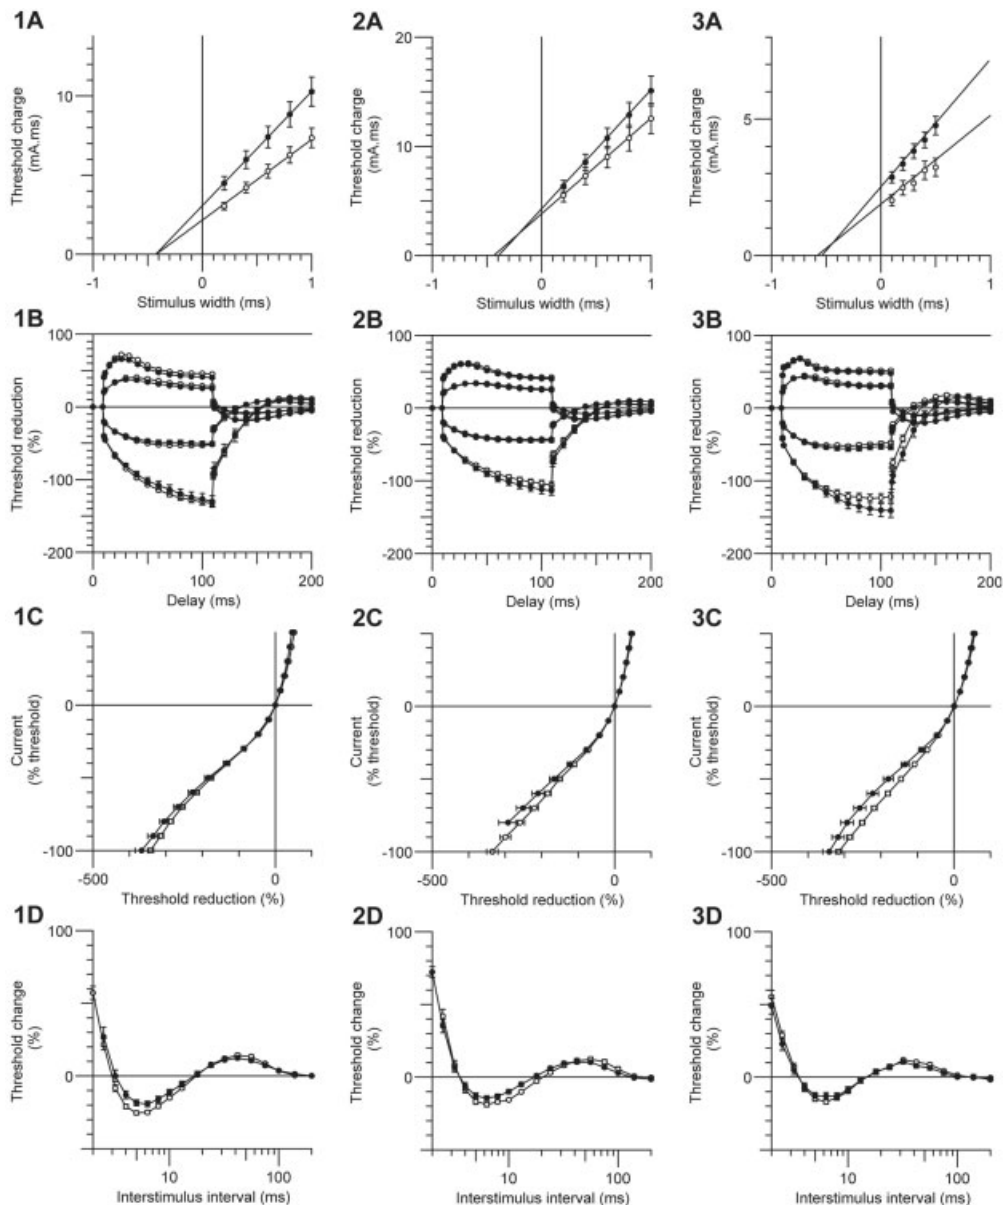 1A
Threshold charge
(mA.ms)
10
0
-1
0
1
Stimulus width (ms)
2A
Threshold charge
(mA.ms)
20
10
0
-1
0
1
Stimulus width (ms)
3A
Threshold charge
(mA.ms)
5
0
-1
0
1
Stimulus width (ms)
1B
Threshold reduction
(%)
100
0
-100
-200
0
100
200
Delay (ms)
2B
Threshold reduction
(%)
100
0
-100
-200
0
100
200
Delay (ms)
3B
Threshold reduction
(%)
100
0
-100
-200
0
100
200
Delay (ms)
1C
Current
(% threshold)
0
-100
-500
0
Threshold reduction (%)
2C
Current
(% threshold)
0
-100
-500
0
Threshold reduction (%)
3C
Current
(% threshold)
0
-100
-500
0
Threshold reduction (%)
1D
Threshold change
(%)
100
0
10
100
Interstimulus interval (ms)
2D
Threshold change
(%)
100
0
10
100
Interstimulus interval (ms)
3D
Threshold change
(%)
100
0
10
100
Interstimulus interval (ms)